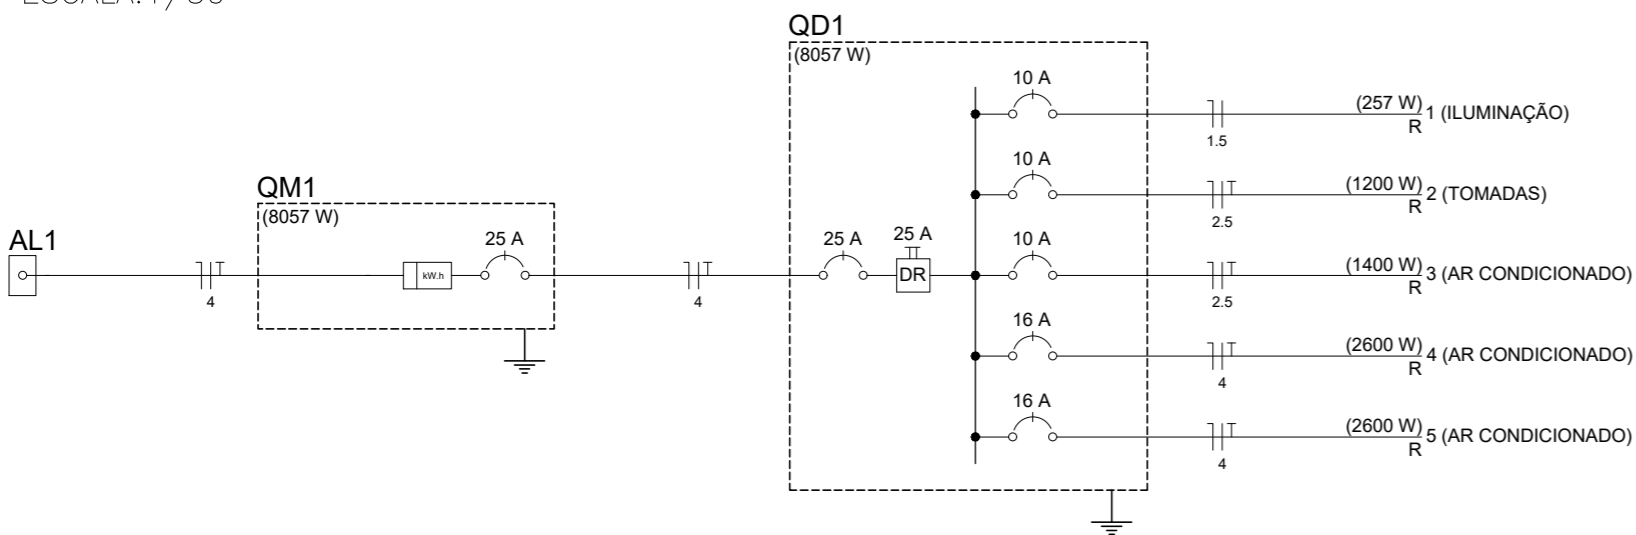 QD1
(8057 W)
10 A
(257 W) 1 (ILUMINAÇÃO)
R
1.5
10 A
(1200 W) 2 (TOMADAS)
R
2.5
QM1
(8057 W)
AL1
25 A
25 A
25 A
10 A
kW.h
DR
(1400 W) 3 (AR CONDICIONADO)
R
4
4
2.5
16 A
(2600 W) 4 (AR CONDICIONADO)
R
4
16 A
(2600 W) 5 (AR CONDICIONADO)
R
4